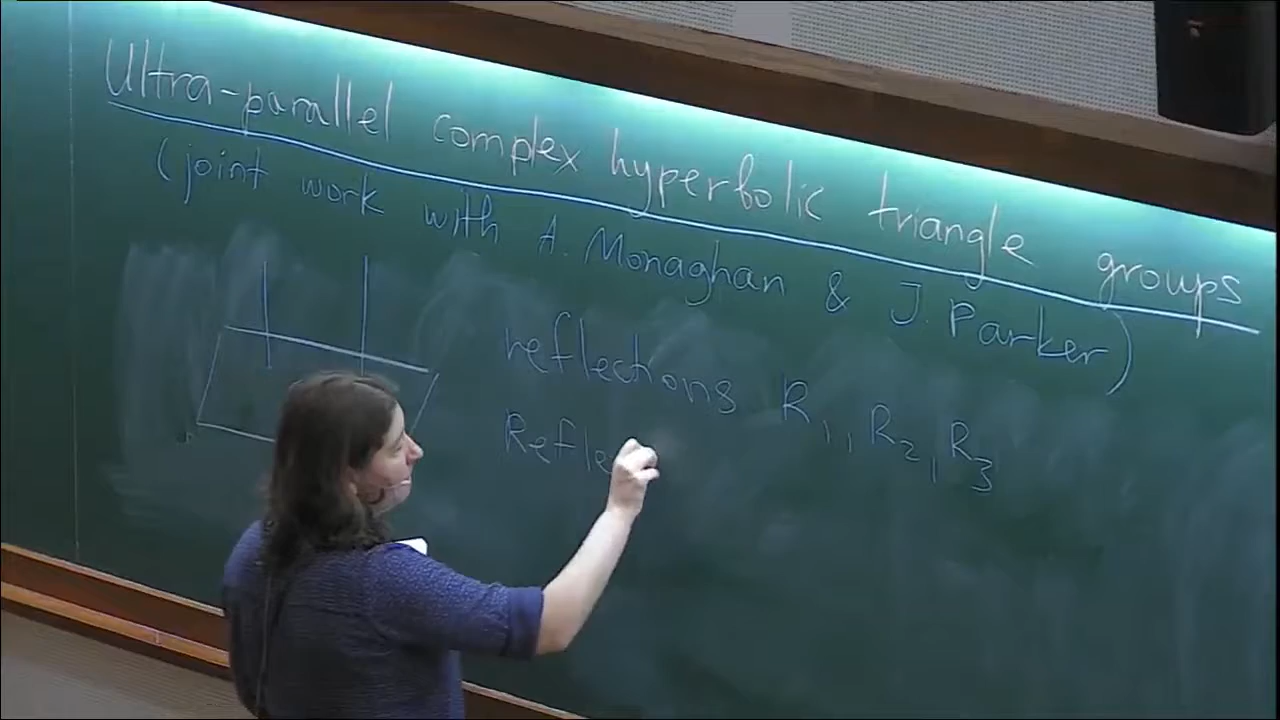 Ultra-parallel complex hyperbolic triangle groups
(joint work with A. Monaghan & J. Parker)
reflections R₁, R₂, R₃
Refle